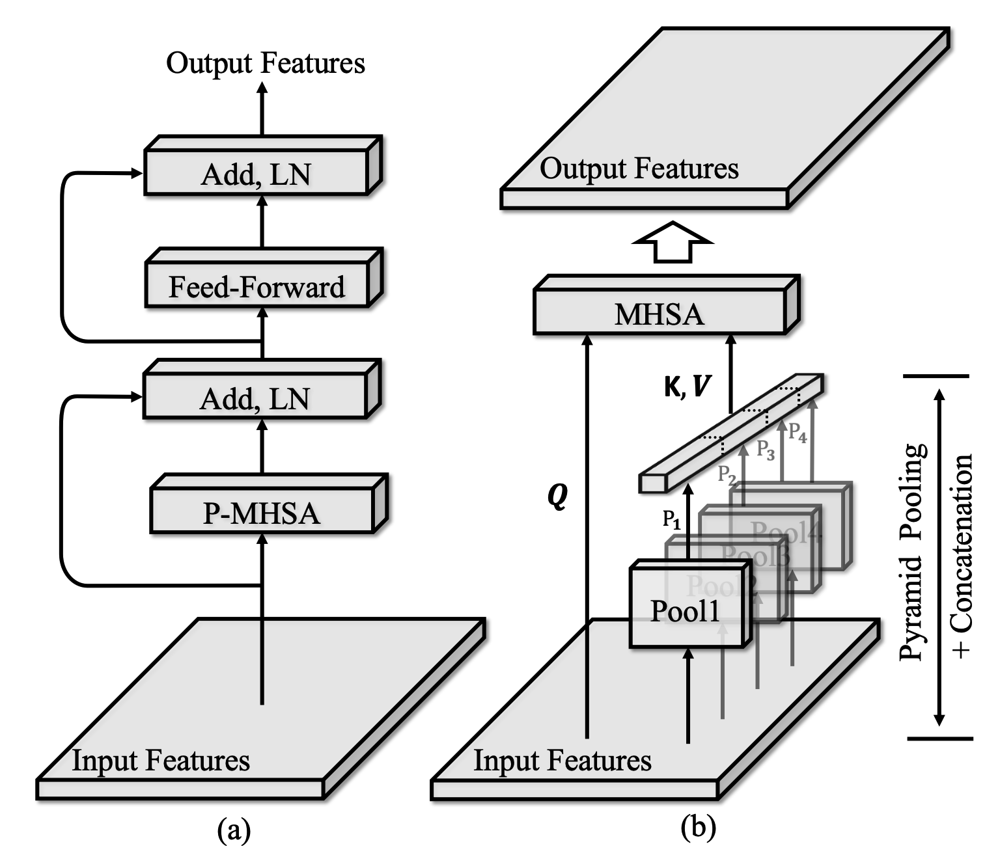 Output Features
Add, LN
Feed-Forward
Add, LN
P-MHSA
Input Features
(a)
Output Features
MHSA
K, V
Q
P₄
P₃
P₂
P₁
Pool4
Pool3
Pool2
Pool1
Input Features
Pyramid Pooling
+ Concatenation
(b)